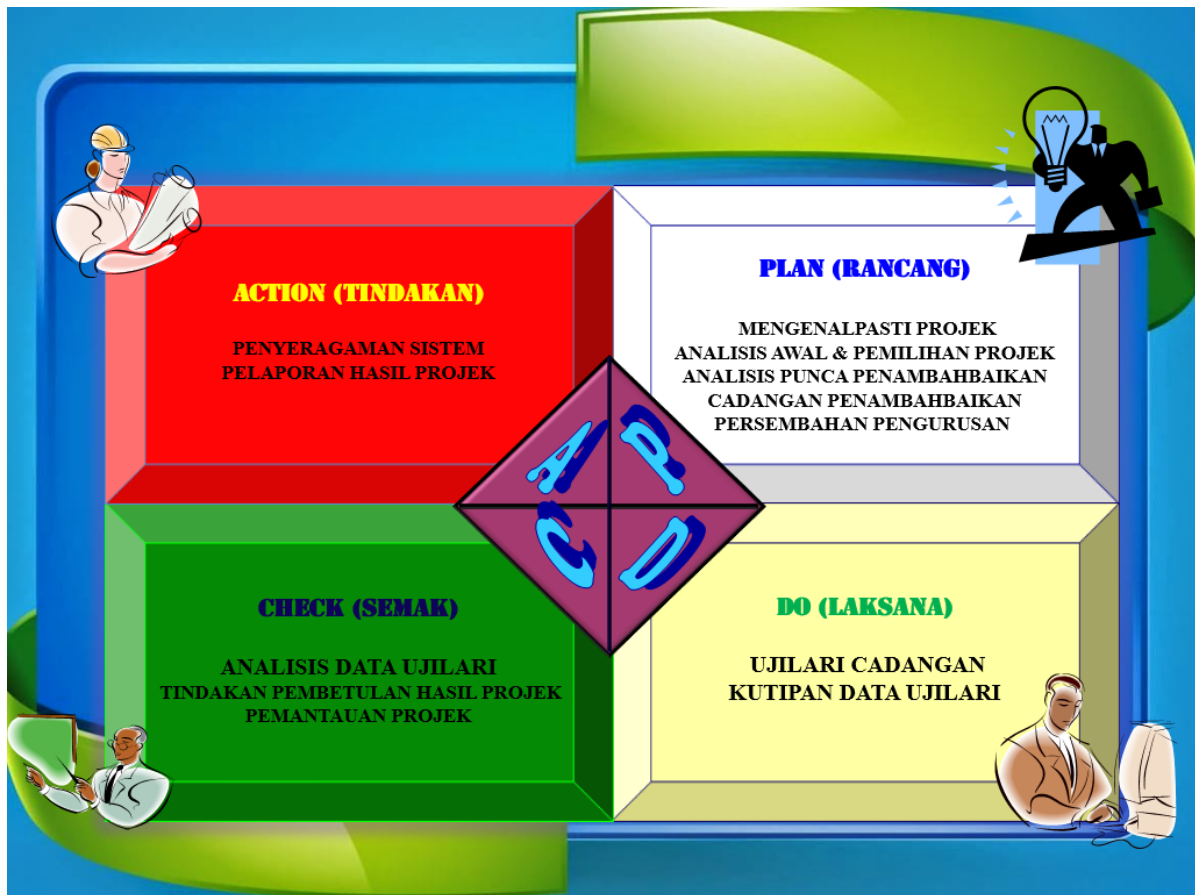 ACTION (TINDAKAN)
PENYERAGAMAN SISTEM
PELAPORAN HASIL PROJEK
PLAN (RANCANG)
MENGENALPASTI PROJEK
ANALISIS AWAL & PEMILIHAN PROJEK
ANALISIS PUNCA PENAMBAHBAIKAN
CADANGAN PENAMBAHBAIKAN
PERSEMBAHAN PENGURUSAN
A P
C D
CHECK (SEMAK)
ANALISIS DATA UJILARI
TINDAKAN PEMBETULAN HASIL PROJEK
PEMANTAUAN PROJEK
DO (LAKSANA)
UJILARI CADANGAN
KUTIPAN DATA UJILARI